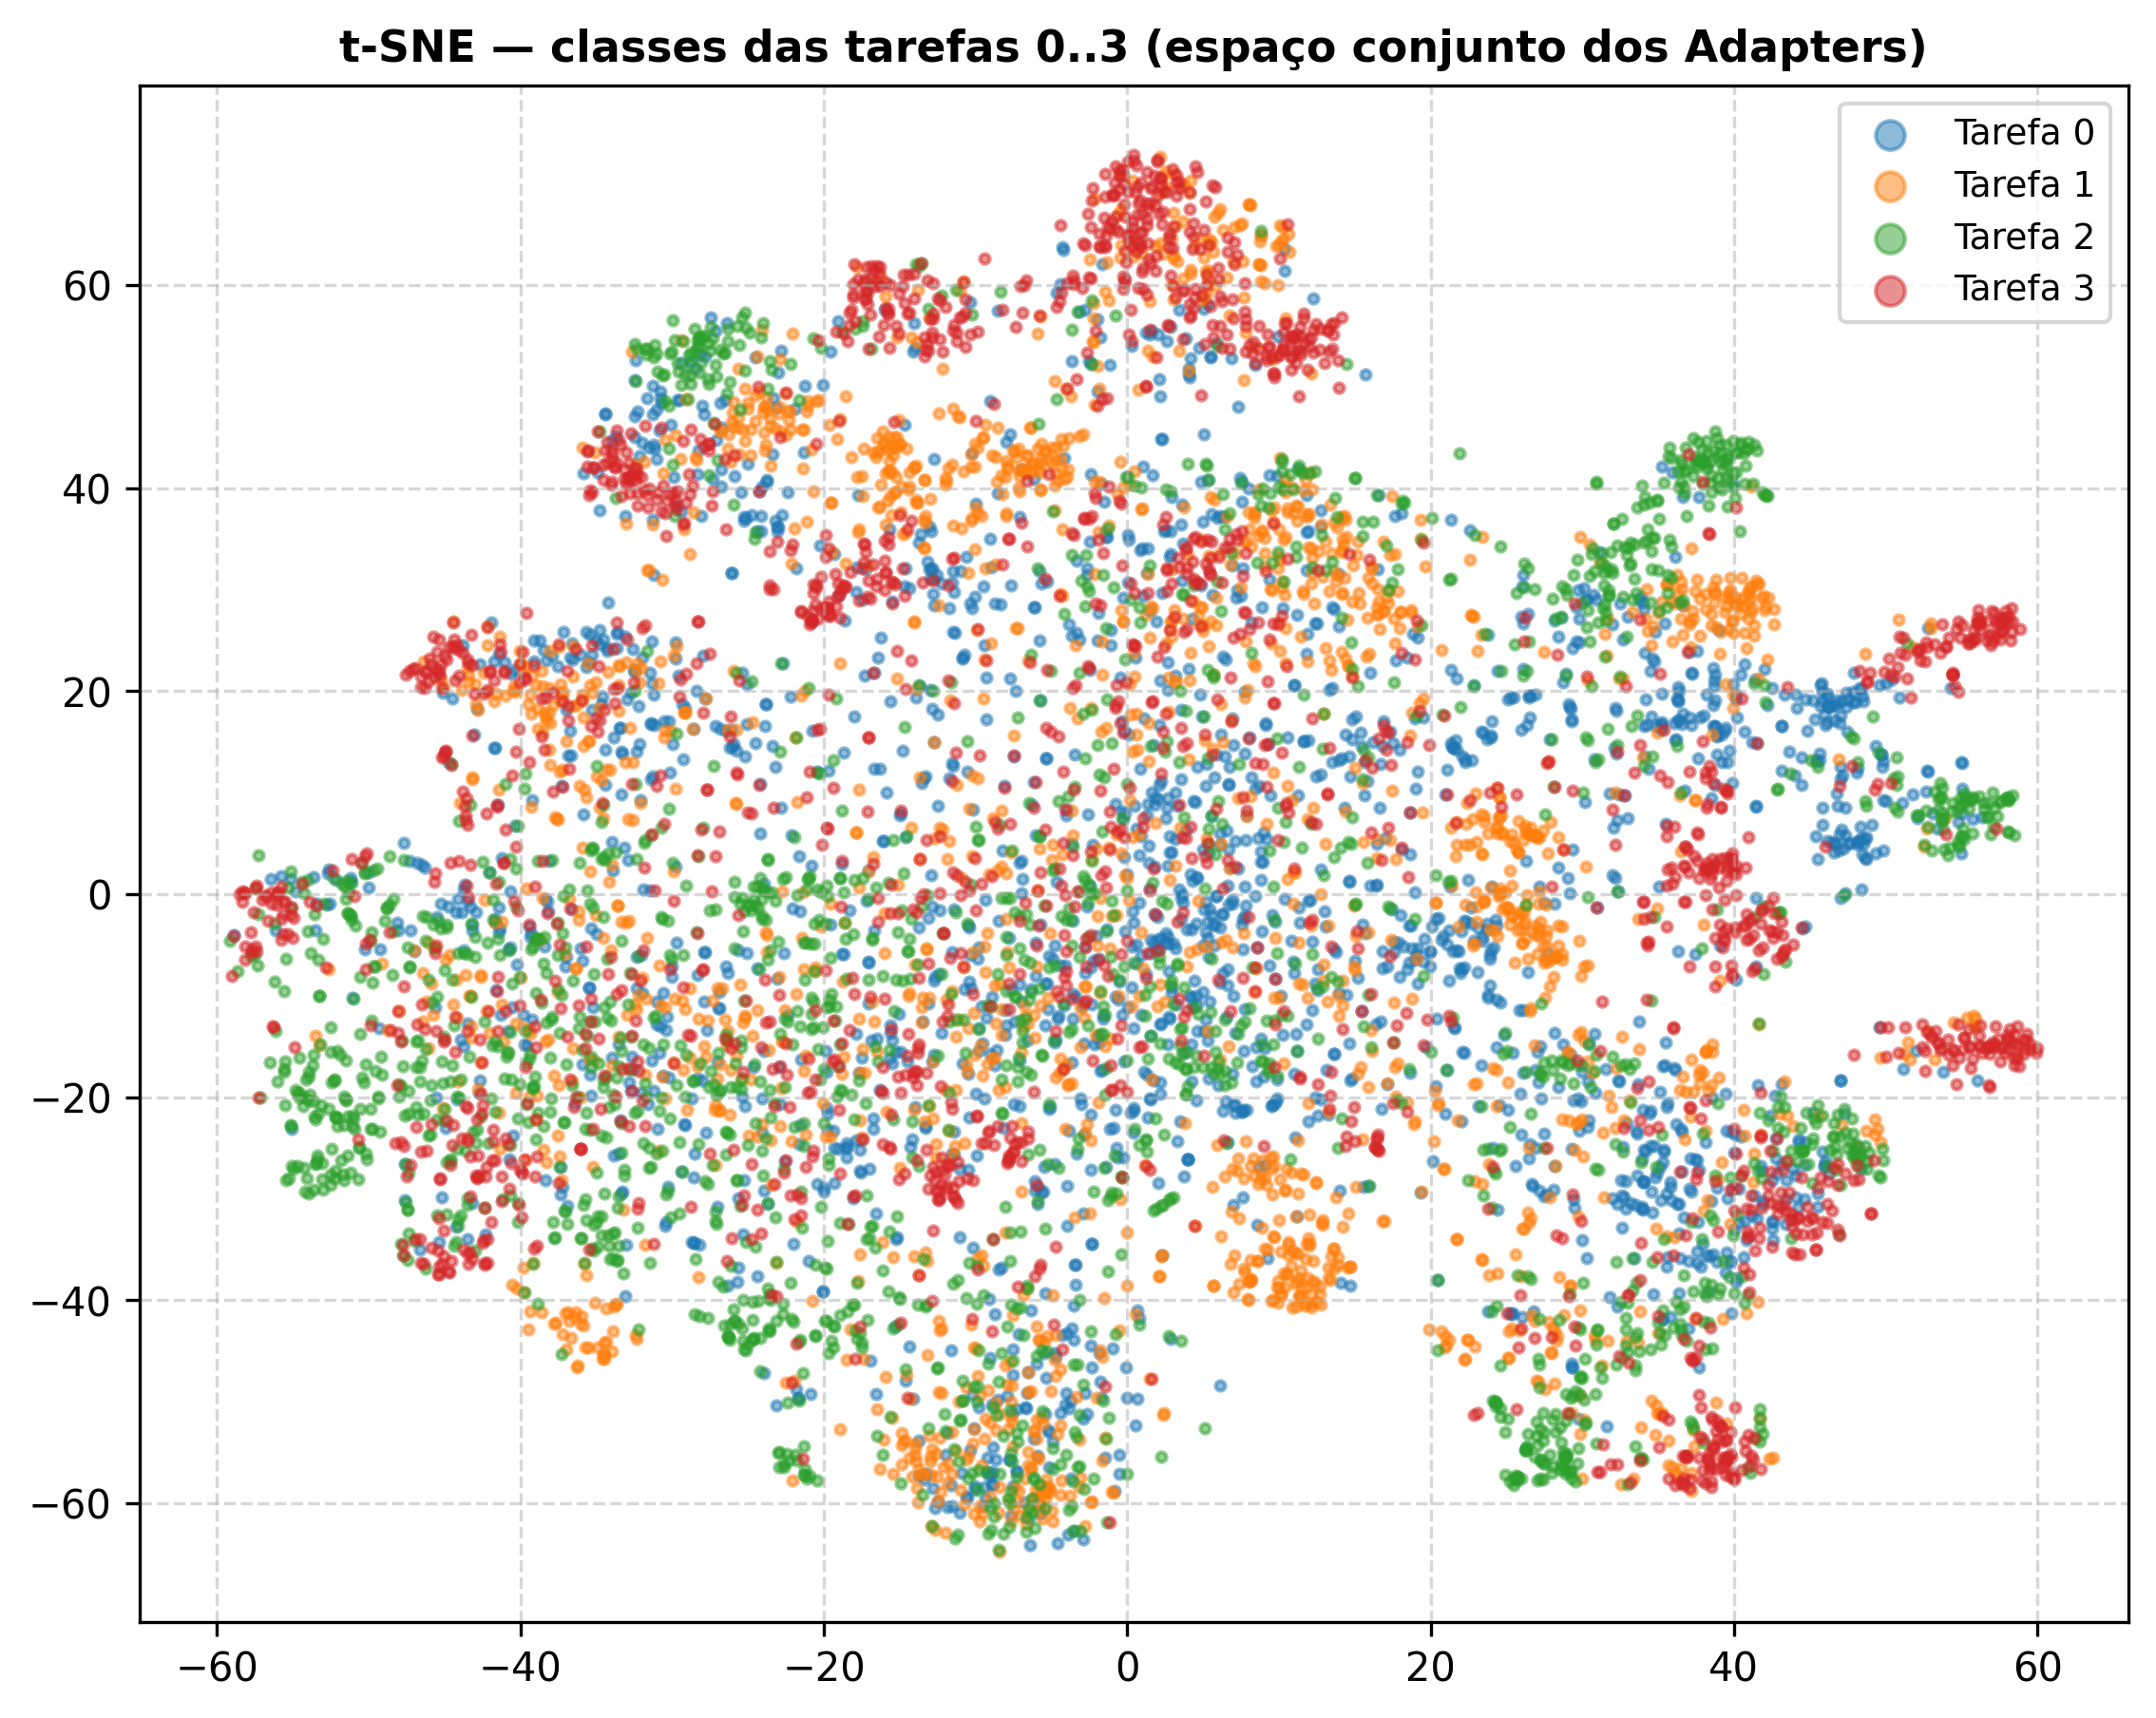 t-SNE — classes das tarefas 0..3 (espaço conjunto dos Adapters)
Tarefa 0
Tarefa 1
Tarefa 2
Tarefa 3
60
40
20
0
−20
−40
−60
−60 −40 −20 0 20 40 60